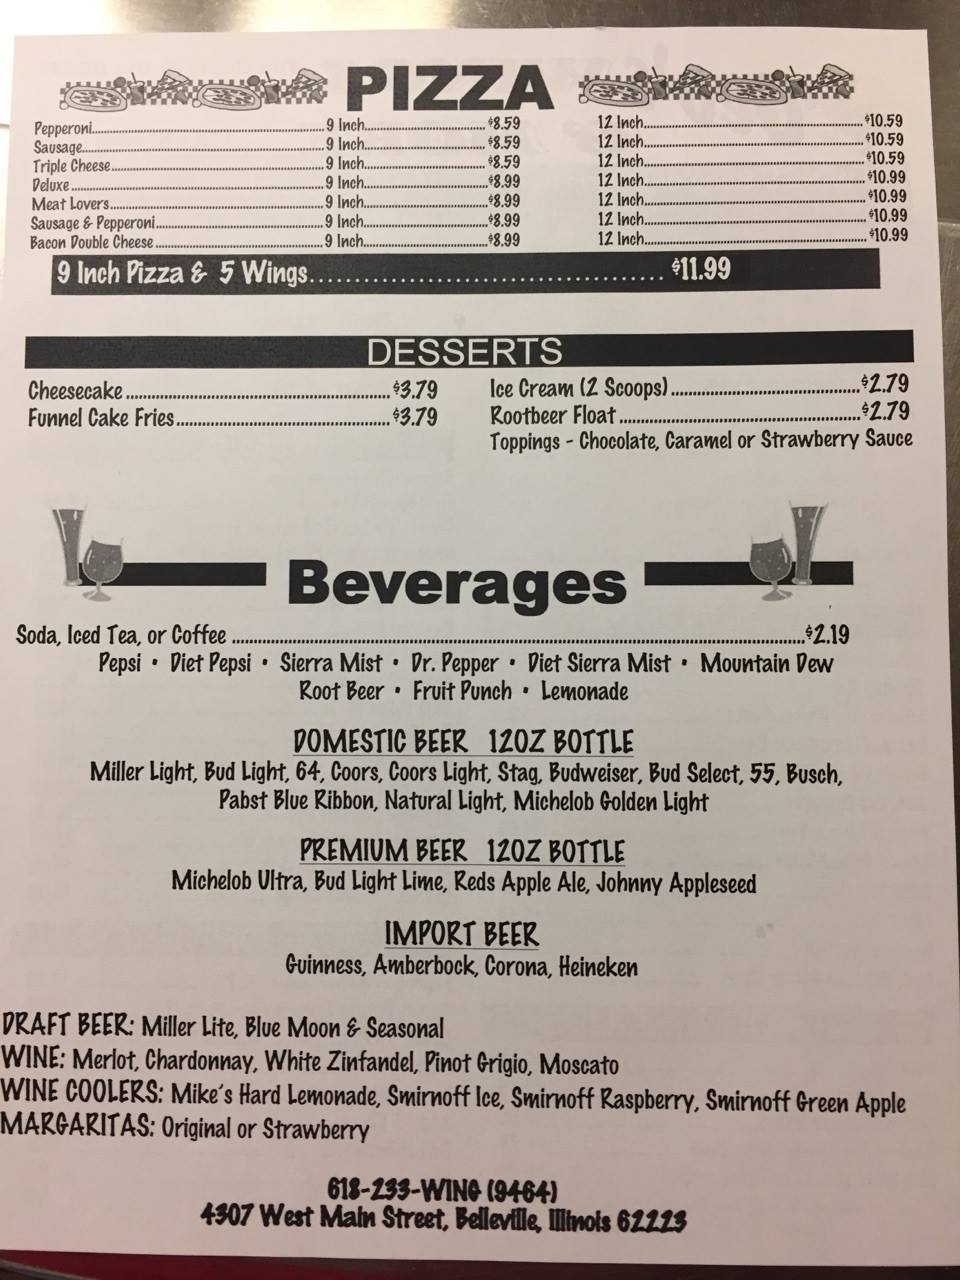 PIZZA
Pepperoni 9 Inch $8.59 12 Inch $10.59
Sausage 9 Inch $8.59 12 Inch $10.59
Triple Cheese 9 Inch $8.59 12 Inch $10.59
Deluxe 9 Inch $8.99 12 Inch $10.99
Meat Lovers 9 Inch $8.99 12 Inch $10.99
Sausage & Pepperoni 9 Inch $8.99 12 Inch $10.99
Bacon Double Cheese 9 Inch $8.99 12 Inch $10.99
9 Inch Pizza & 5 Wings $11.99
DESSERTS
Cheesecake $3.79 Ice Cream (2 Scoops) $2.79
Funnel Cake Fries $3.79 Rootbeer Float $2.79
Toppings - Chocolate, Caramel or Strawberry Sauce
Beverages
Soda, Iced Tea, or Coffee $2.19
Pepsi • Diet Pepsi • Sierra Mist • Dr. Pepper • Diet Sierra Mist • Mountain Dew
Root Beer • Fruit Punch • Lemonade
DOMESTIC BEER 12OZ BOTTLE
Miller Light, Bud Light, 64, Coors, Coors Light, Stag, Budweiser, Bud Select, 55, Busch,
Pabst Blue Ribbon, Natural Light, Michelob Golden Light
PREMIUM BEER 12OZ BOTTLE
Michelob Ultra, Bud Light Lime, Reds Apple Ale, Johnny Appleseed
IMPORT BEER
Guinness, Amberbock, Corona, Heineken
DRAFT BEER: Miller Lite, Blue Moon & Seasonal
WINE: Merlot, Chardonnay, White Zinfandel, Pinot Grigio, Moscato
WINE COOLERS: Mike's Hard Lemonade, Smirnoff Ice, Smirnoff Raspberry, Smirnoff Green Apple
MARGARITAS: Original or Strawberry
618-233-WING (9464)
4307 West Main Street, Belleville, Illinois 62223